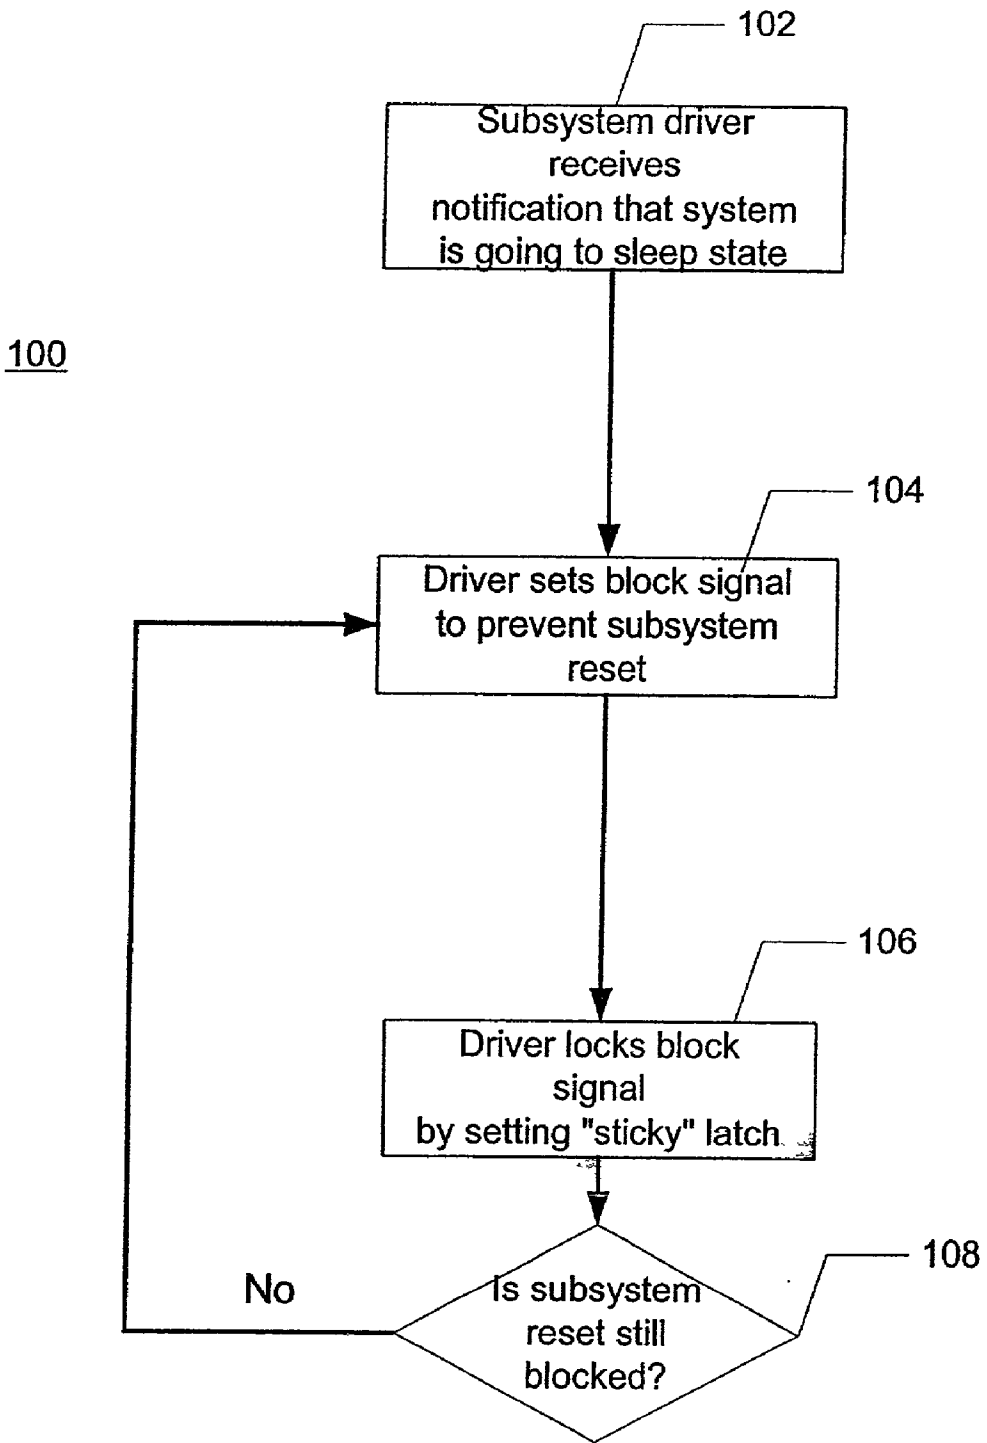 102
Subsystem driver
receives
notification that system
is going to sleep state
100
104
Driver sets block signal
to prevent subsystem
reset
106
Driver locks block
signal
by setting "sticky" latch
108
No
Is subsystem
reset still
blocked?